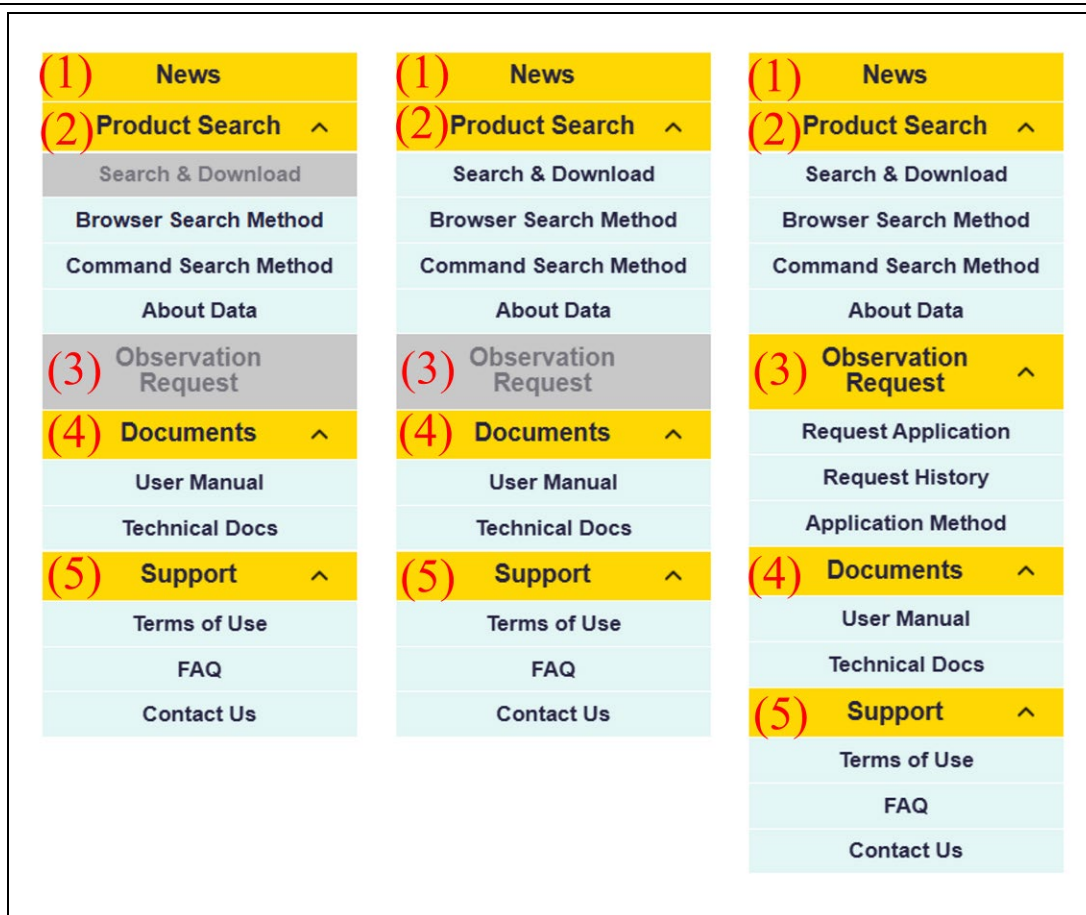 (1) News
(2) Product Search
Search & Download
Browser Search Method
Command Search Method
About Data
(3) Observation
Request
(4) Documents
User Manual
Technical Docs
(5) Support
Terms of Use
FAQ
Contact Us
(1) News
(2) Product Search
Search & Download
Browser Search Method
Command Search Method
About Data
(3) Observation
Request
(4) Documents
User Manual
Technical Docs
(5) Support
Terms of Use
FAQ
Contact Us
(1) News
(2) Product Search
Search & Download
Browser Search Method
Command Search Method
About Data
(3) Observation
Request
Request Application
Request History
Application Method
(4) Documents
User Manual
Technical Docs
(5) Support
Terms of Use
FAQ
Contact Us